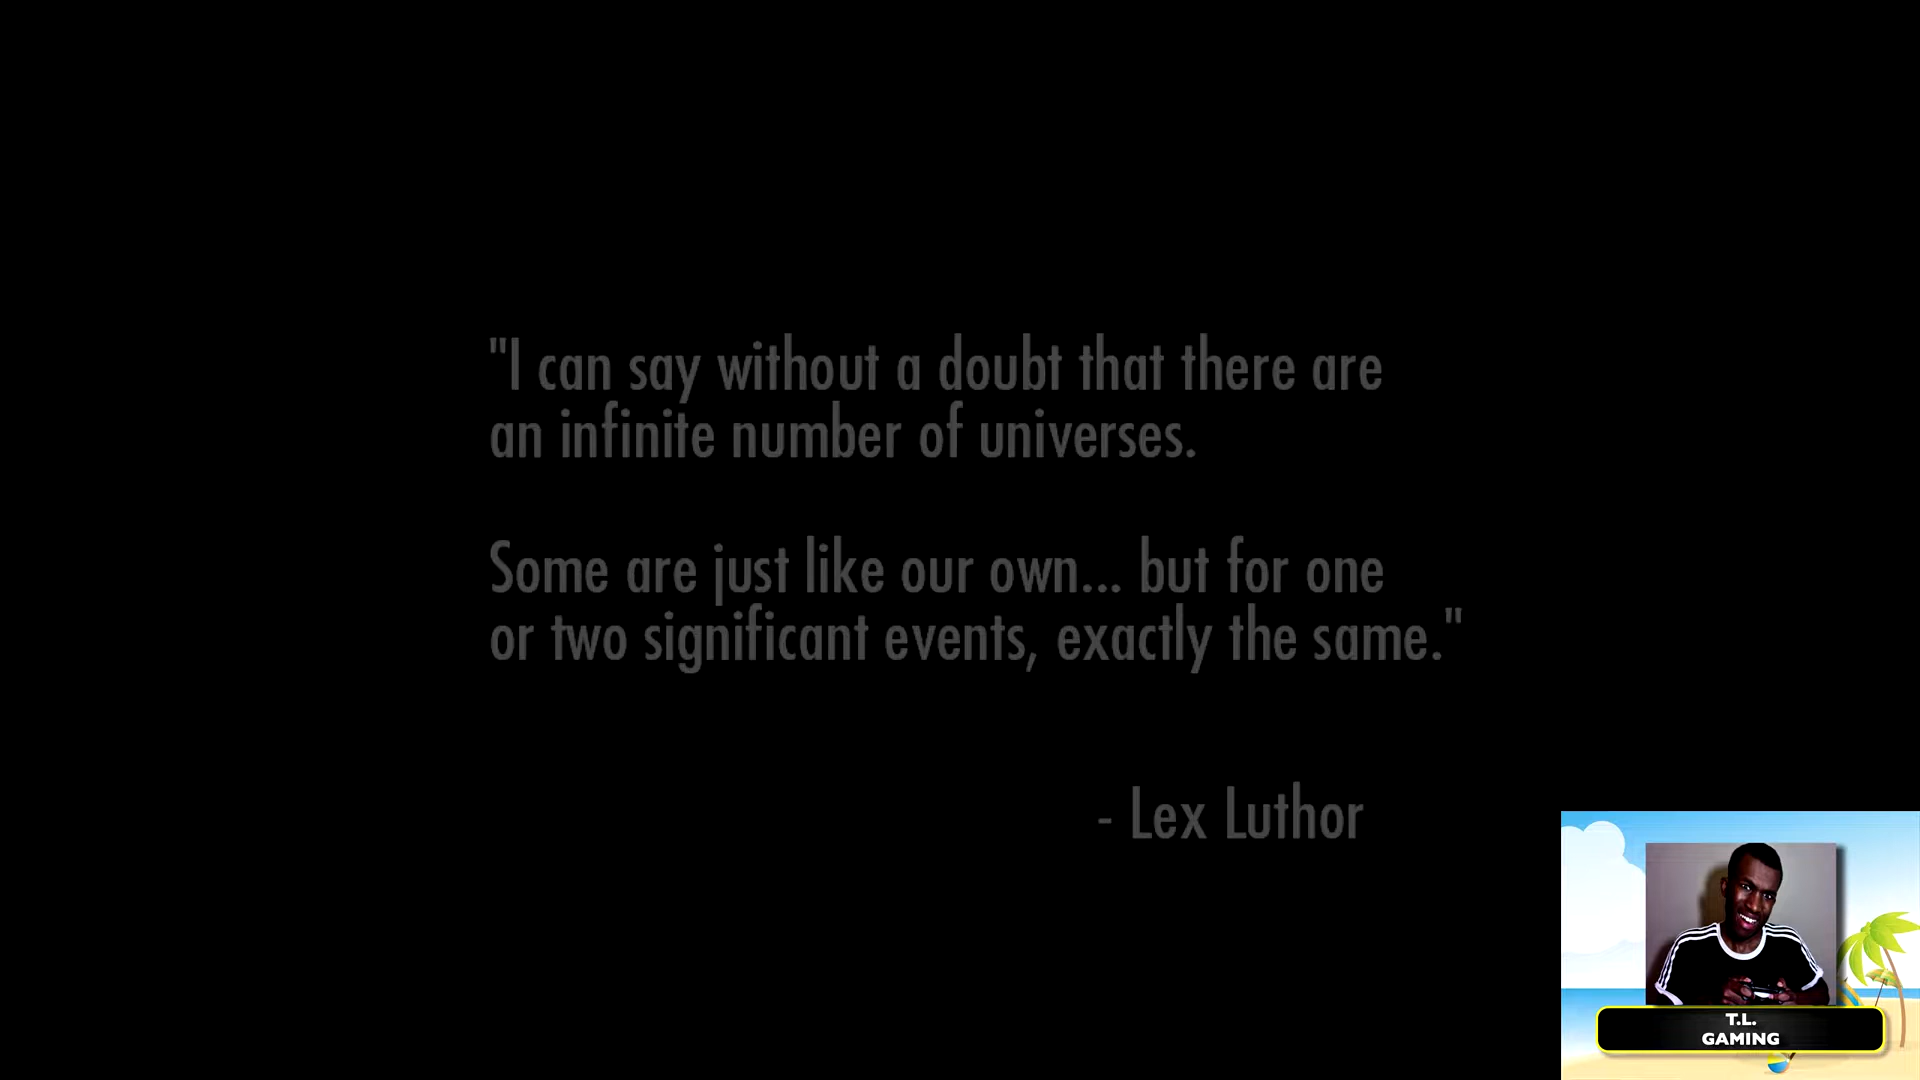 "I can say without a doubt that there are
an infinite number of universes.
Some are just like our own... but for one
or two significant events, exactly the same."
- Lex Luthor
T.L.
GAMING